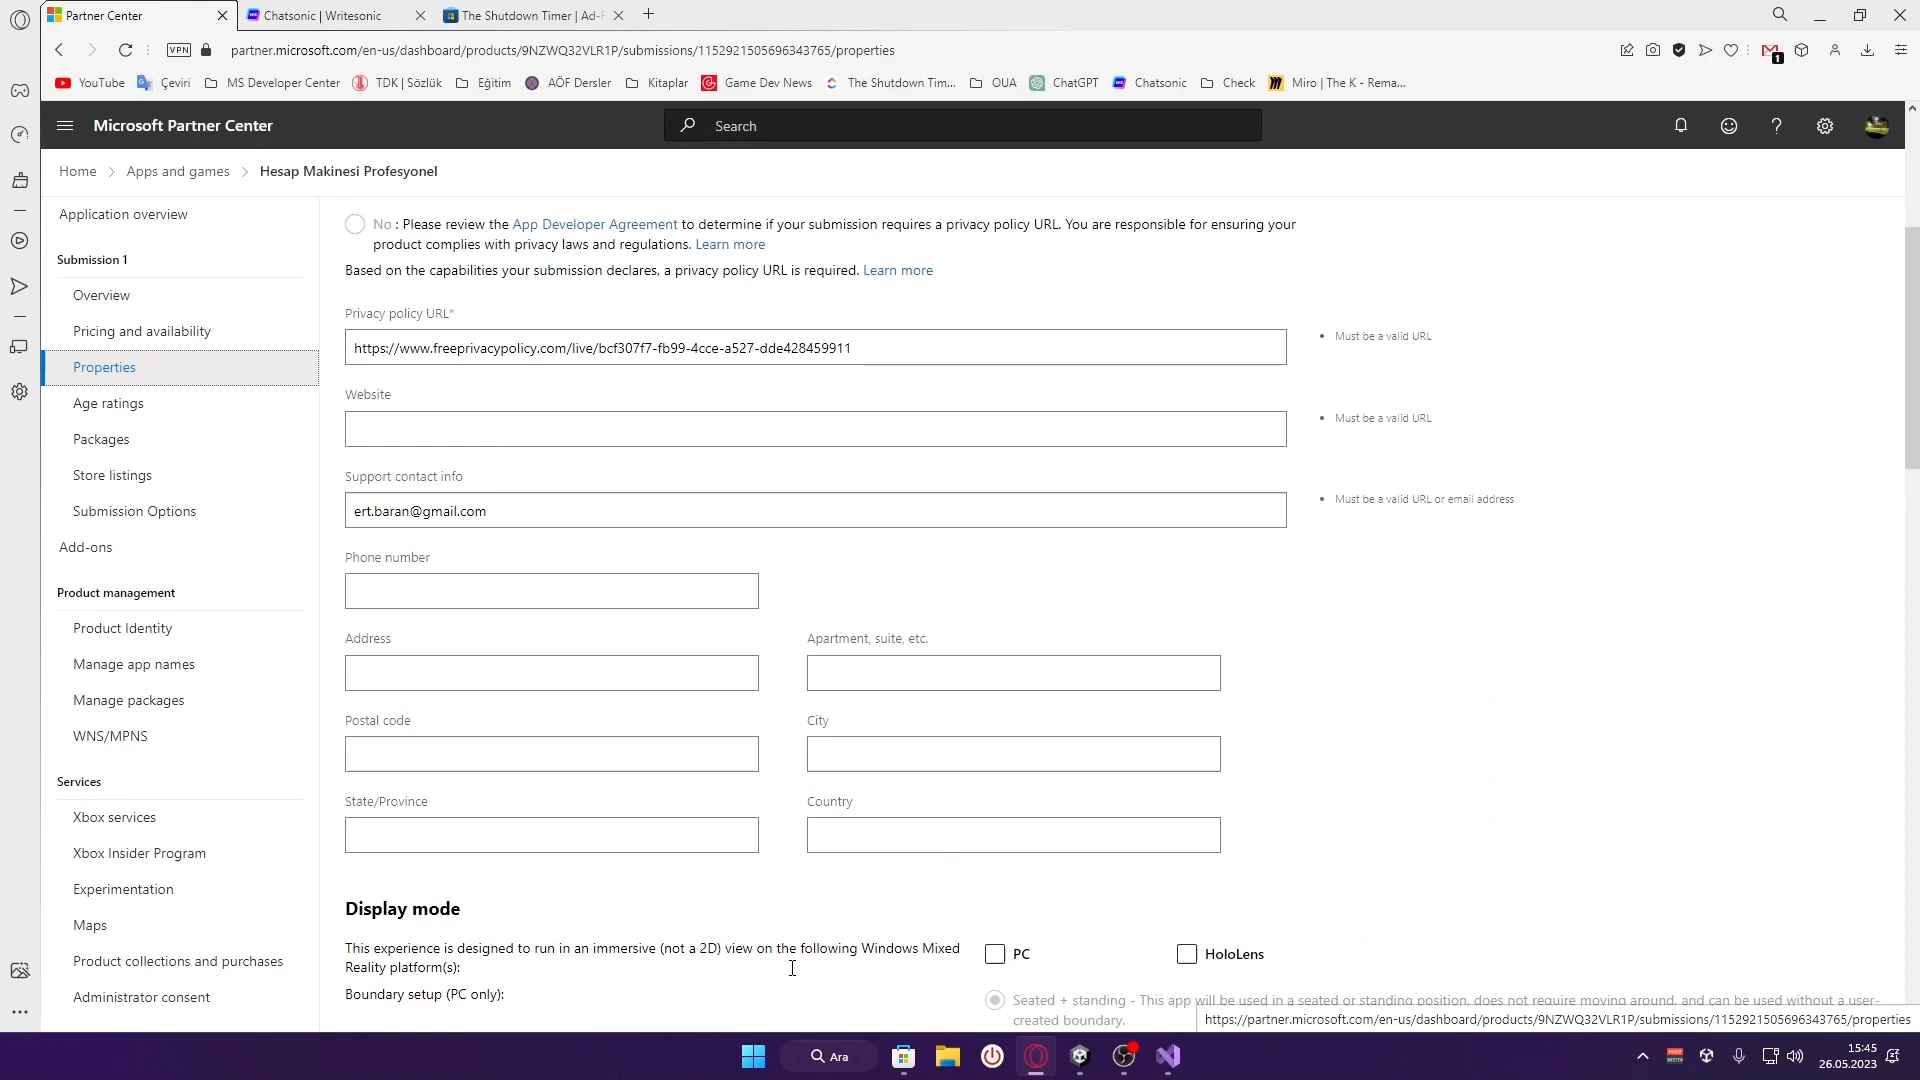 Partner Center
Chatsonic | Writesonic
The Shutdown Timer | Ad-F
VPN
partner.microsoft.com/en-us/dashboard/products/9NZWQ32VLR1P/submissions/1152921505696343765/properties
1
YouTube
Çeviri
MS Developer Center
TDK | Sözlük
Eğitim
AÖF Dersler
Kitaplar
Game Dev News
The Shutdown Tim...
OUA
ChatGPT
Chatsonic
Check
Miro | The K - Rema...
Microsoft Partner Center
Search
Home
Apps and games
Hesap Makinesi Profesyonel
Application overview
Submission 1
Overview
Pricing and availability
Properties
Age ratings
Packages
Store listings
Submission Options
Add-ons
Product management
Product Identity
Manage app names
Manage packages
WNS/MPNS
Services
Xbox services
Xbox Insider Program
Experimentation
Maps
Product collections and purchases
Administrator consent
No : Please review the App Developer Agreement to determine if your submission requires a privacy policy URL. You are responsible for ensuring your
product complies with privacy laws and regulations. Learn more
Based on the capabilities your submission declares, a privacy policy URL is required. Learn more
Privacy policy URL*
https://www.freeprivacypolicy.com/live/bcf307f7-fb99-4cce-a527-dde428459911
• Must be a valid URL
Website
• Must be a valid URL
Support contact info
ert.baran@gmail.com
• Must be a valid URL or email address
Phone number
Address
Apartment, suite, etc.
Postal code
City
State/Province
Country
Display mode
This experience is designed to run in an immersive (not a 2D) view on the following Windows Mixed
Reality platform(s):
PC
HoloLens
Boundary setup (PC only):
Seated + standing - This app will be used in a seated or standing position, does not require moving around, and can be used without a user-
created boundary.
https://partner.microsoft.com/en-us/dashboard/products/9NZWQ32VLR1P/submissions/1152921505696343765/properties
Ara
15:45
26.05.2023